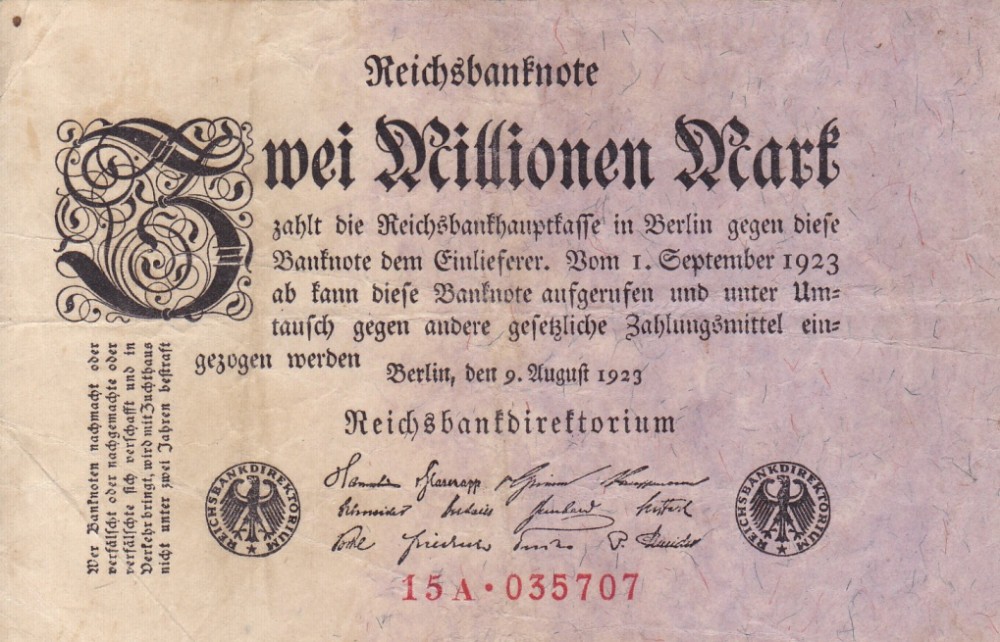 Reichsbanknote
Zwei Millionen Mark
zahlt die Reichsbankhauptkasse in Berlin gegen diese
Banknote dem Einlieferer. Vom 1. September 1923
ab kann diese Banknote aufgerufen und unter Um=
tausch gegen andere gesetzliche Zahlungsmittel ein=
gezogen werden
Berlin, den 9. August 1923
Reichsbankdirektorium
Wer Banknoten nachmacht oder
verfälscht oder nachgemachte oder
verfälschte sich verschafft und in
Verkehr bringt, wird mit Zuchthaus
nicht unter zwei Jahren bestraft
REICHSBANKDIREKTORIUM
REICHSBANKDIREKTORIUM
15A·035707